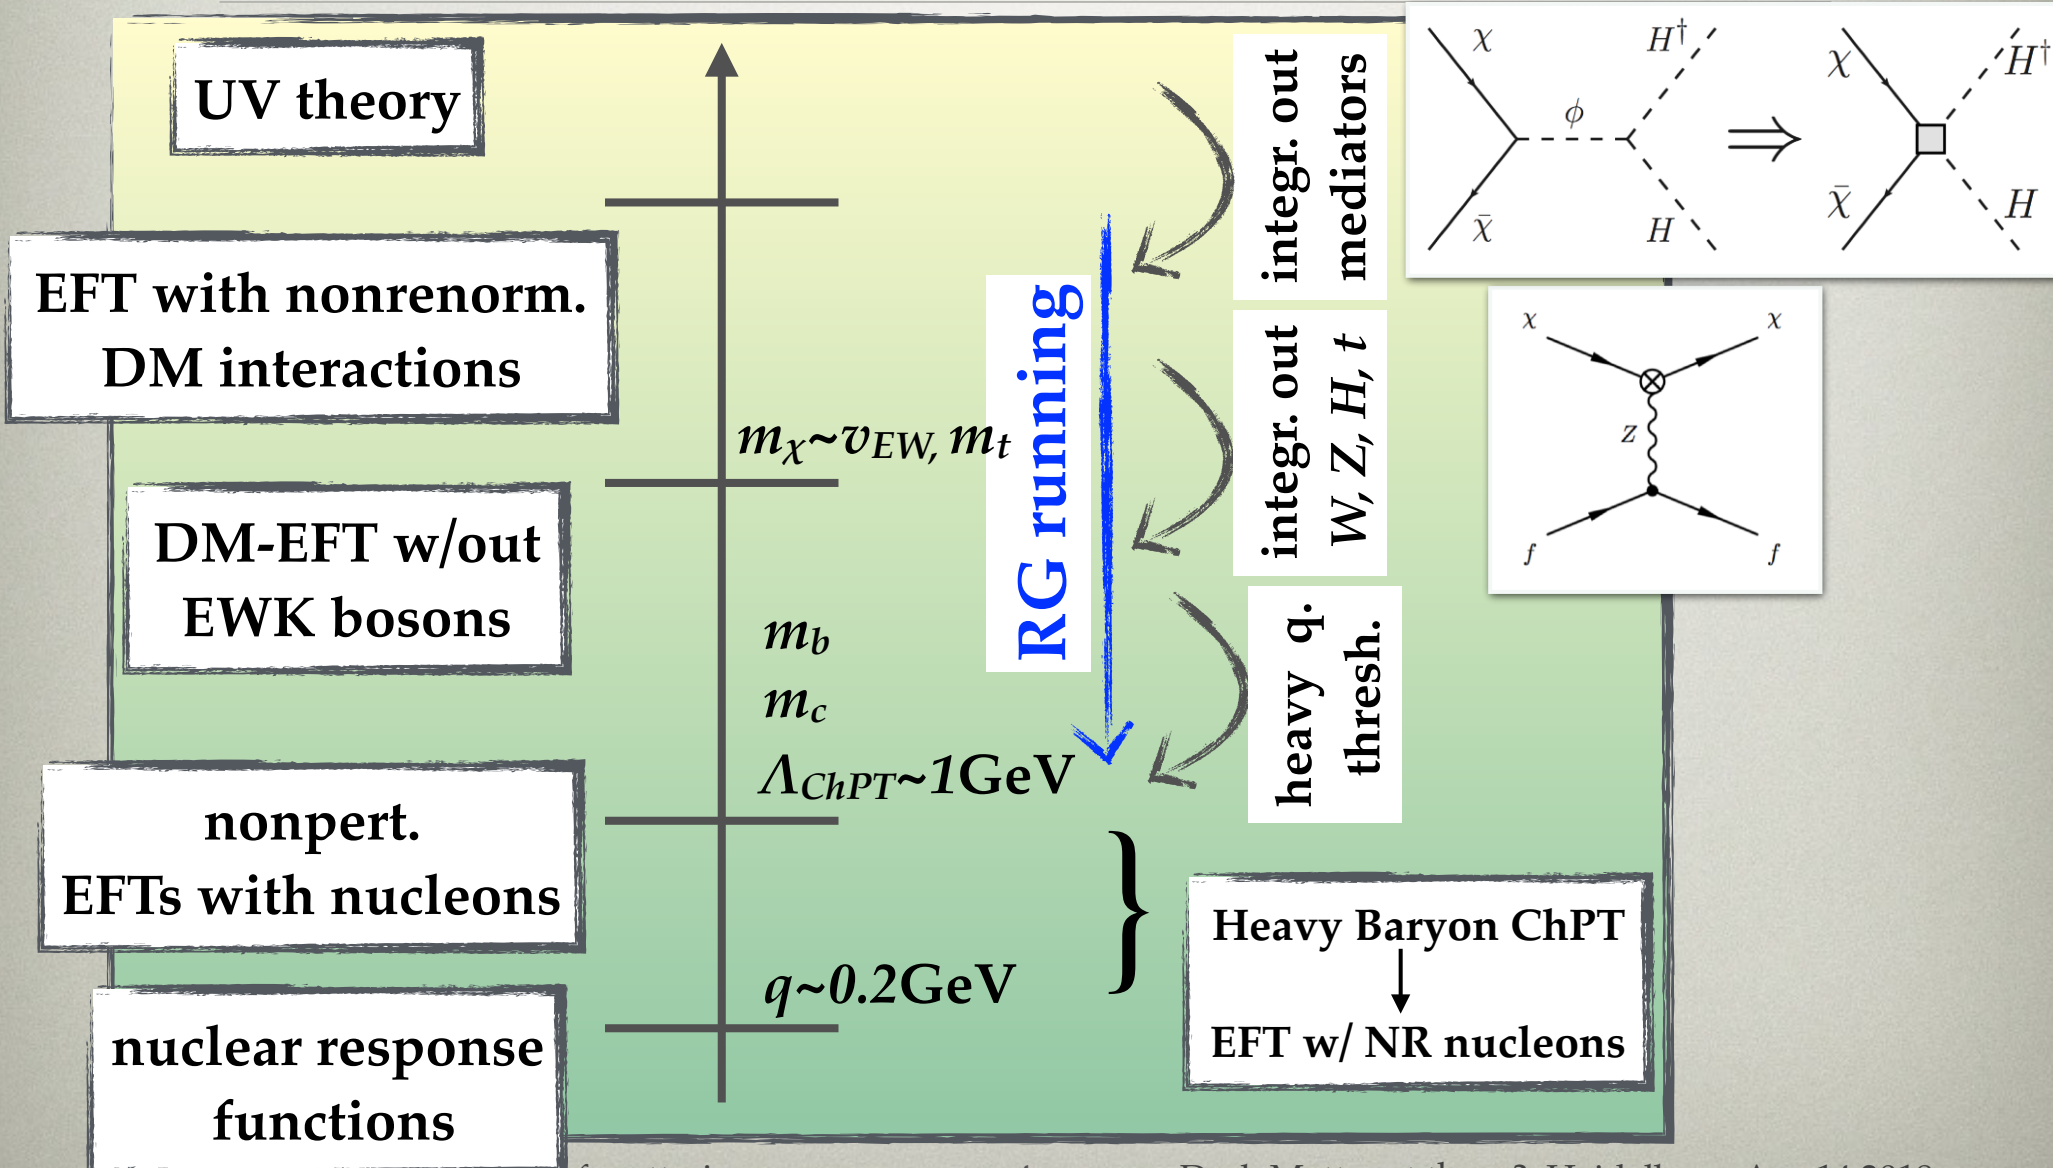 UV theory
EFT with nonrenorm.
DM interactions
DM-EFT w/out
EWK bosons
nonpert.
EFTs with nucleons
nuclear response
functions
mχ~vEW, mt
mb
mc
ΛChPT~1GeV
q~0.2GeV
RG running
integr. out
mediators
integr. out
W, Z, H, t
heavy q.
thresh.
}
Heavy Baryon ChPT
EFT w/ NR nucleons
χ
H†
ϕ
χ̄
H
χ
H†
χ̄
H
χ
χ
Z
f
f